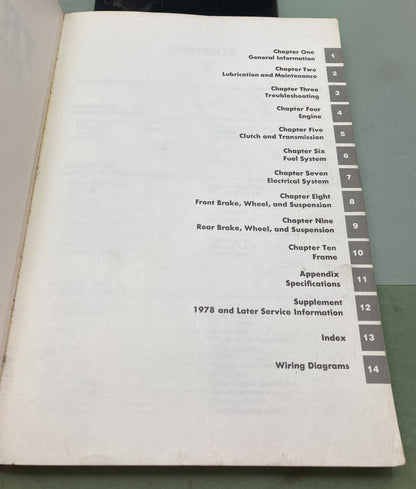 Chapter One
General Information
1
Chapter Two
Lubrication and Maintenance
2
Chapter Three
Troubleshooting
3
Chapter Four
Engine
4
Chapter Five
Clutch and Transmission
5
Chapter Six
Fuel System
6
Chapter Seven
Electrical System
7
Chapter Eight
Front Brake, Wheel, and Suspension
8
Chapter Nine
Rear Brake, Wheel, and Suspension
9
Chapter Ten
Frame
10
Appendix
Specifications
11
Supplement
1978 and Later Service Information
12
Index
13
Wiring Diagrams
14